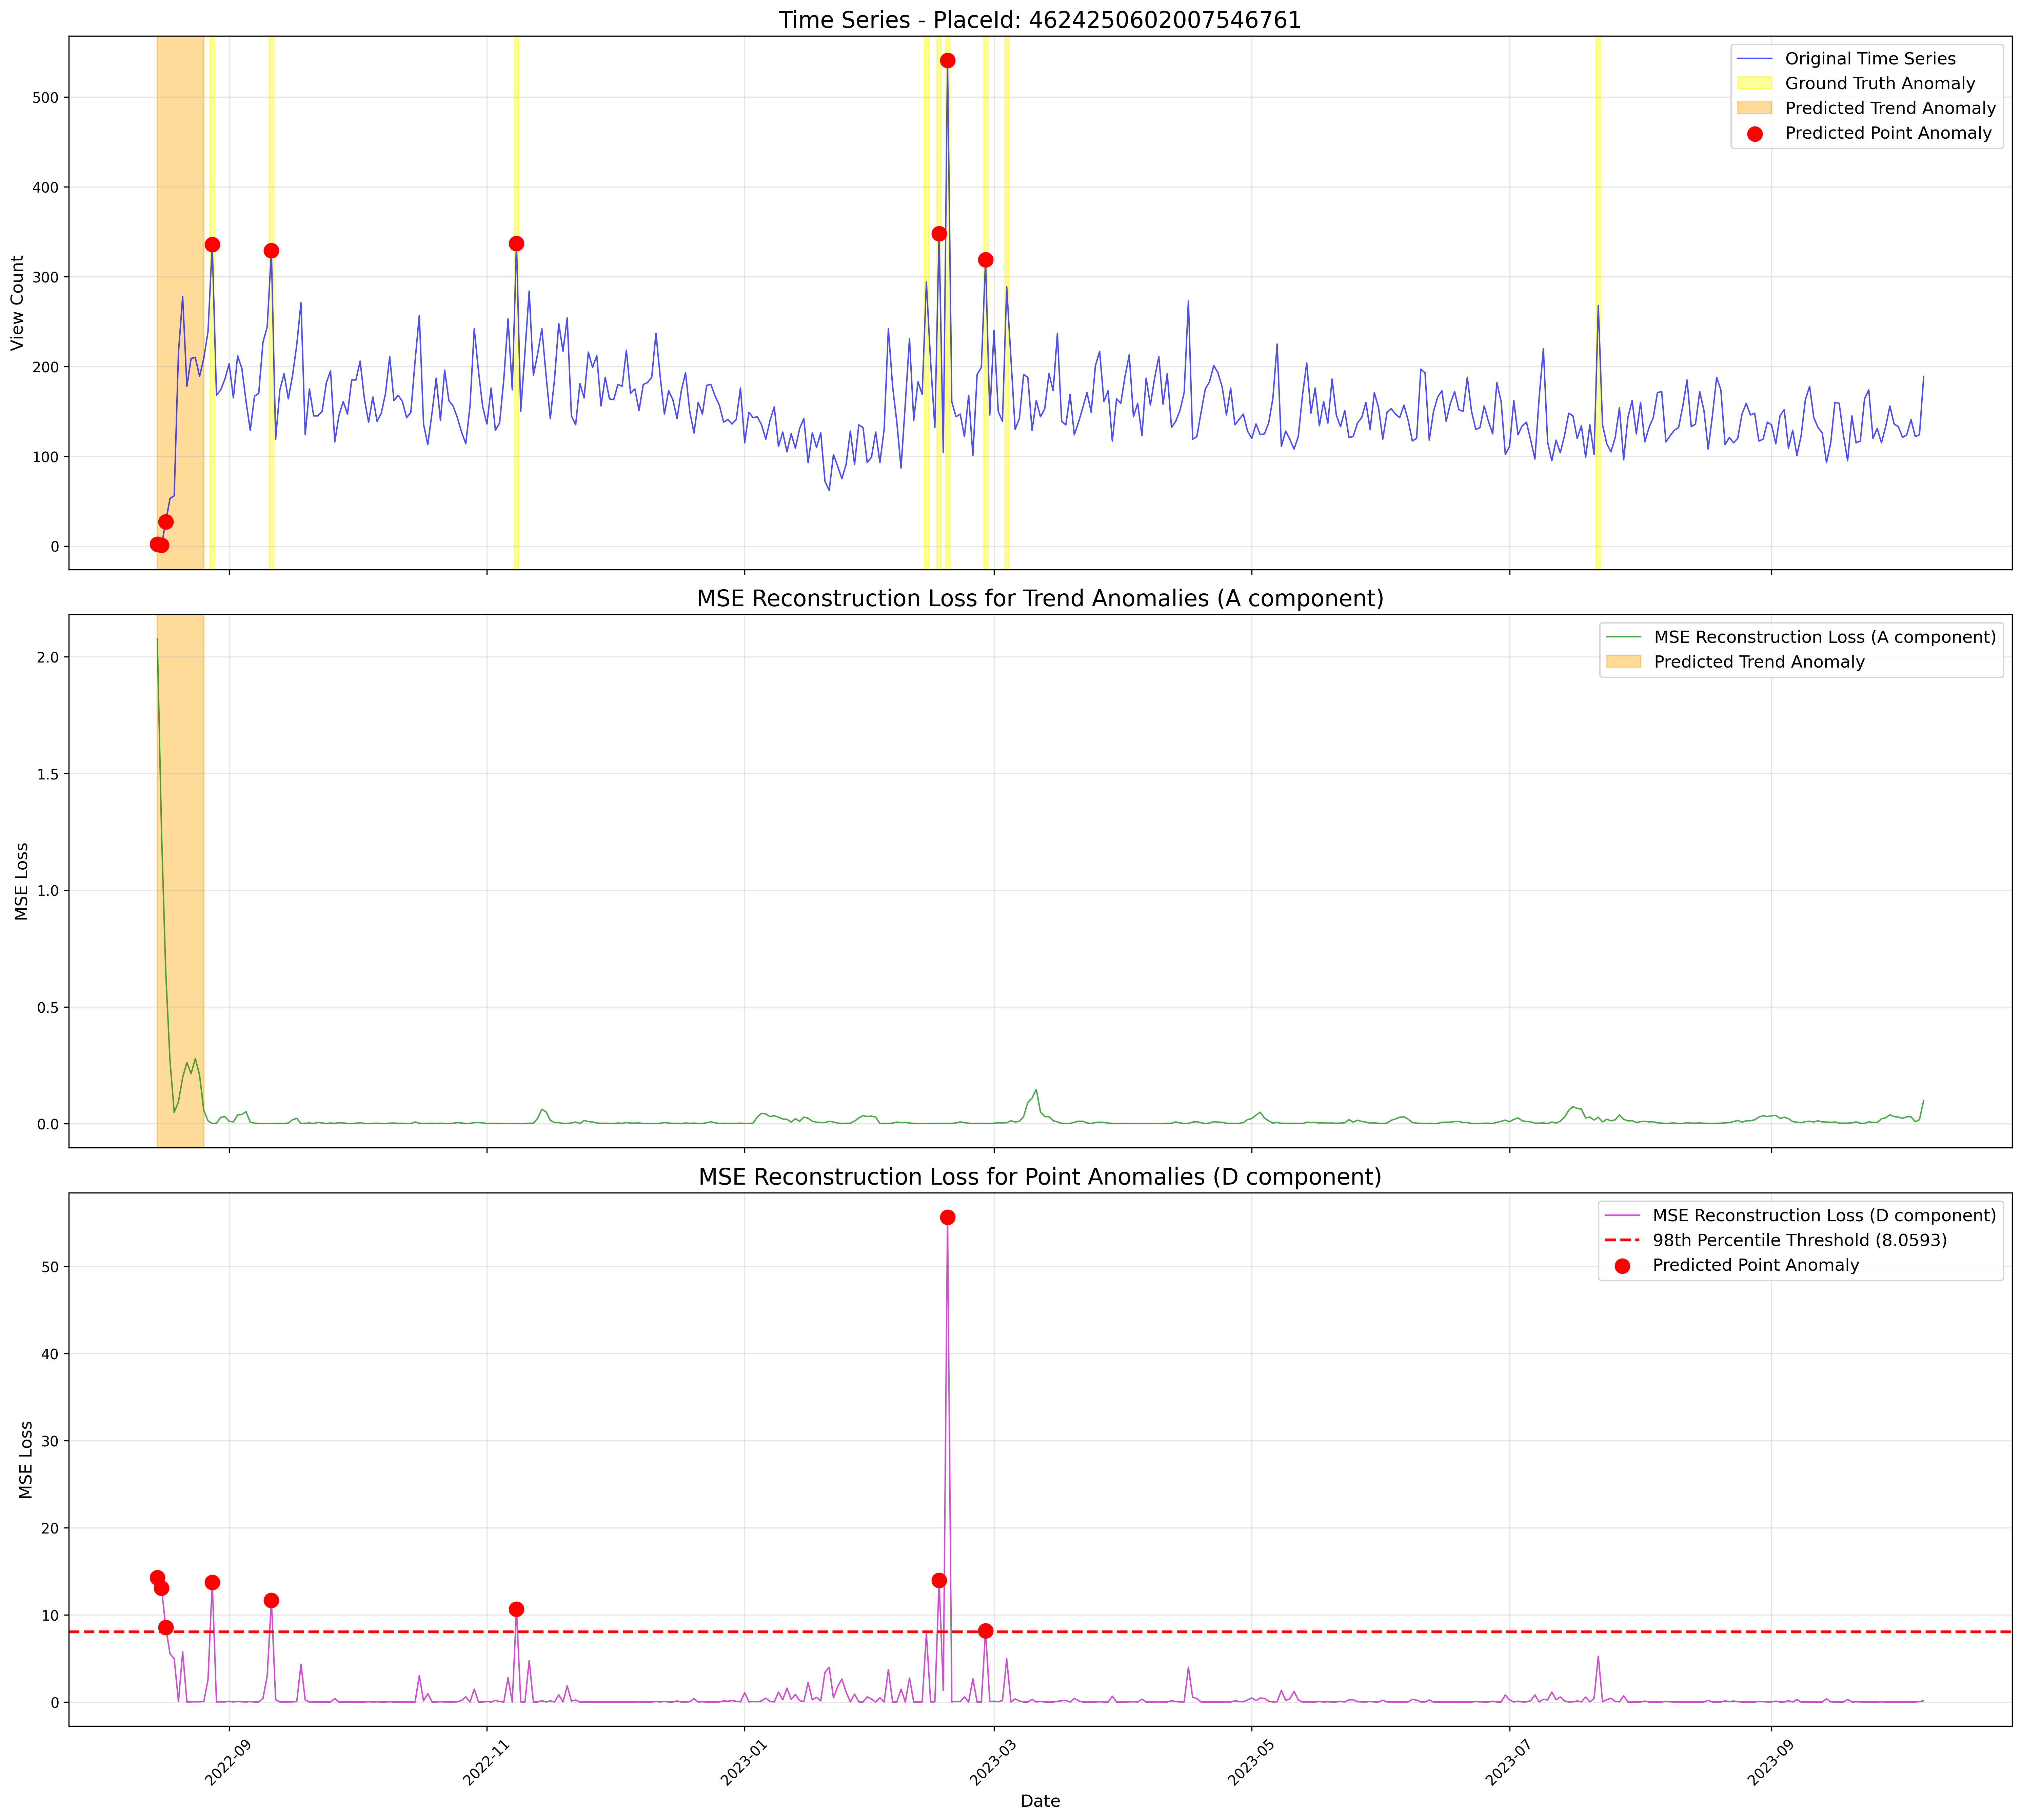 Time Series - PlaceId: 4624250602007546761
Original Time Series
Ground Truth Anomaly
Predicted Trend Anomaly
Predicted Point Anomaly
View Count
500
400
300
200
100
0
MSE Reconstruction Loss for Trend Anomalies (A component)
MSE Reconstruction Loss (A component)
Predicted Trend Anomaly
MSE Loss
2.0
1.5
1.0
0.5
0.0
MSE Reconstruction Loss for Point Anomalies (D component)
MSE Reconstruction Loss (D component)
98th Percentile Threshold (8.0593)
Predicted Point Anomaly
MSE Loss
50
40
30
20
10
0
2022-09
2022-11
2023-01
2023-03
2023-05
2023-07
2023-09
Date